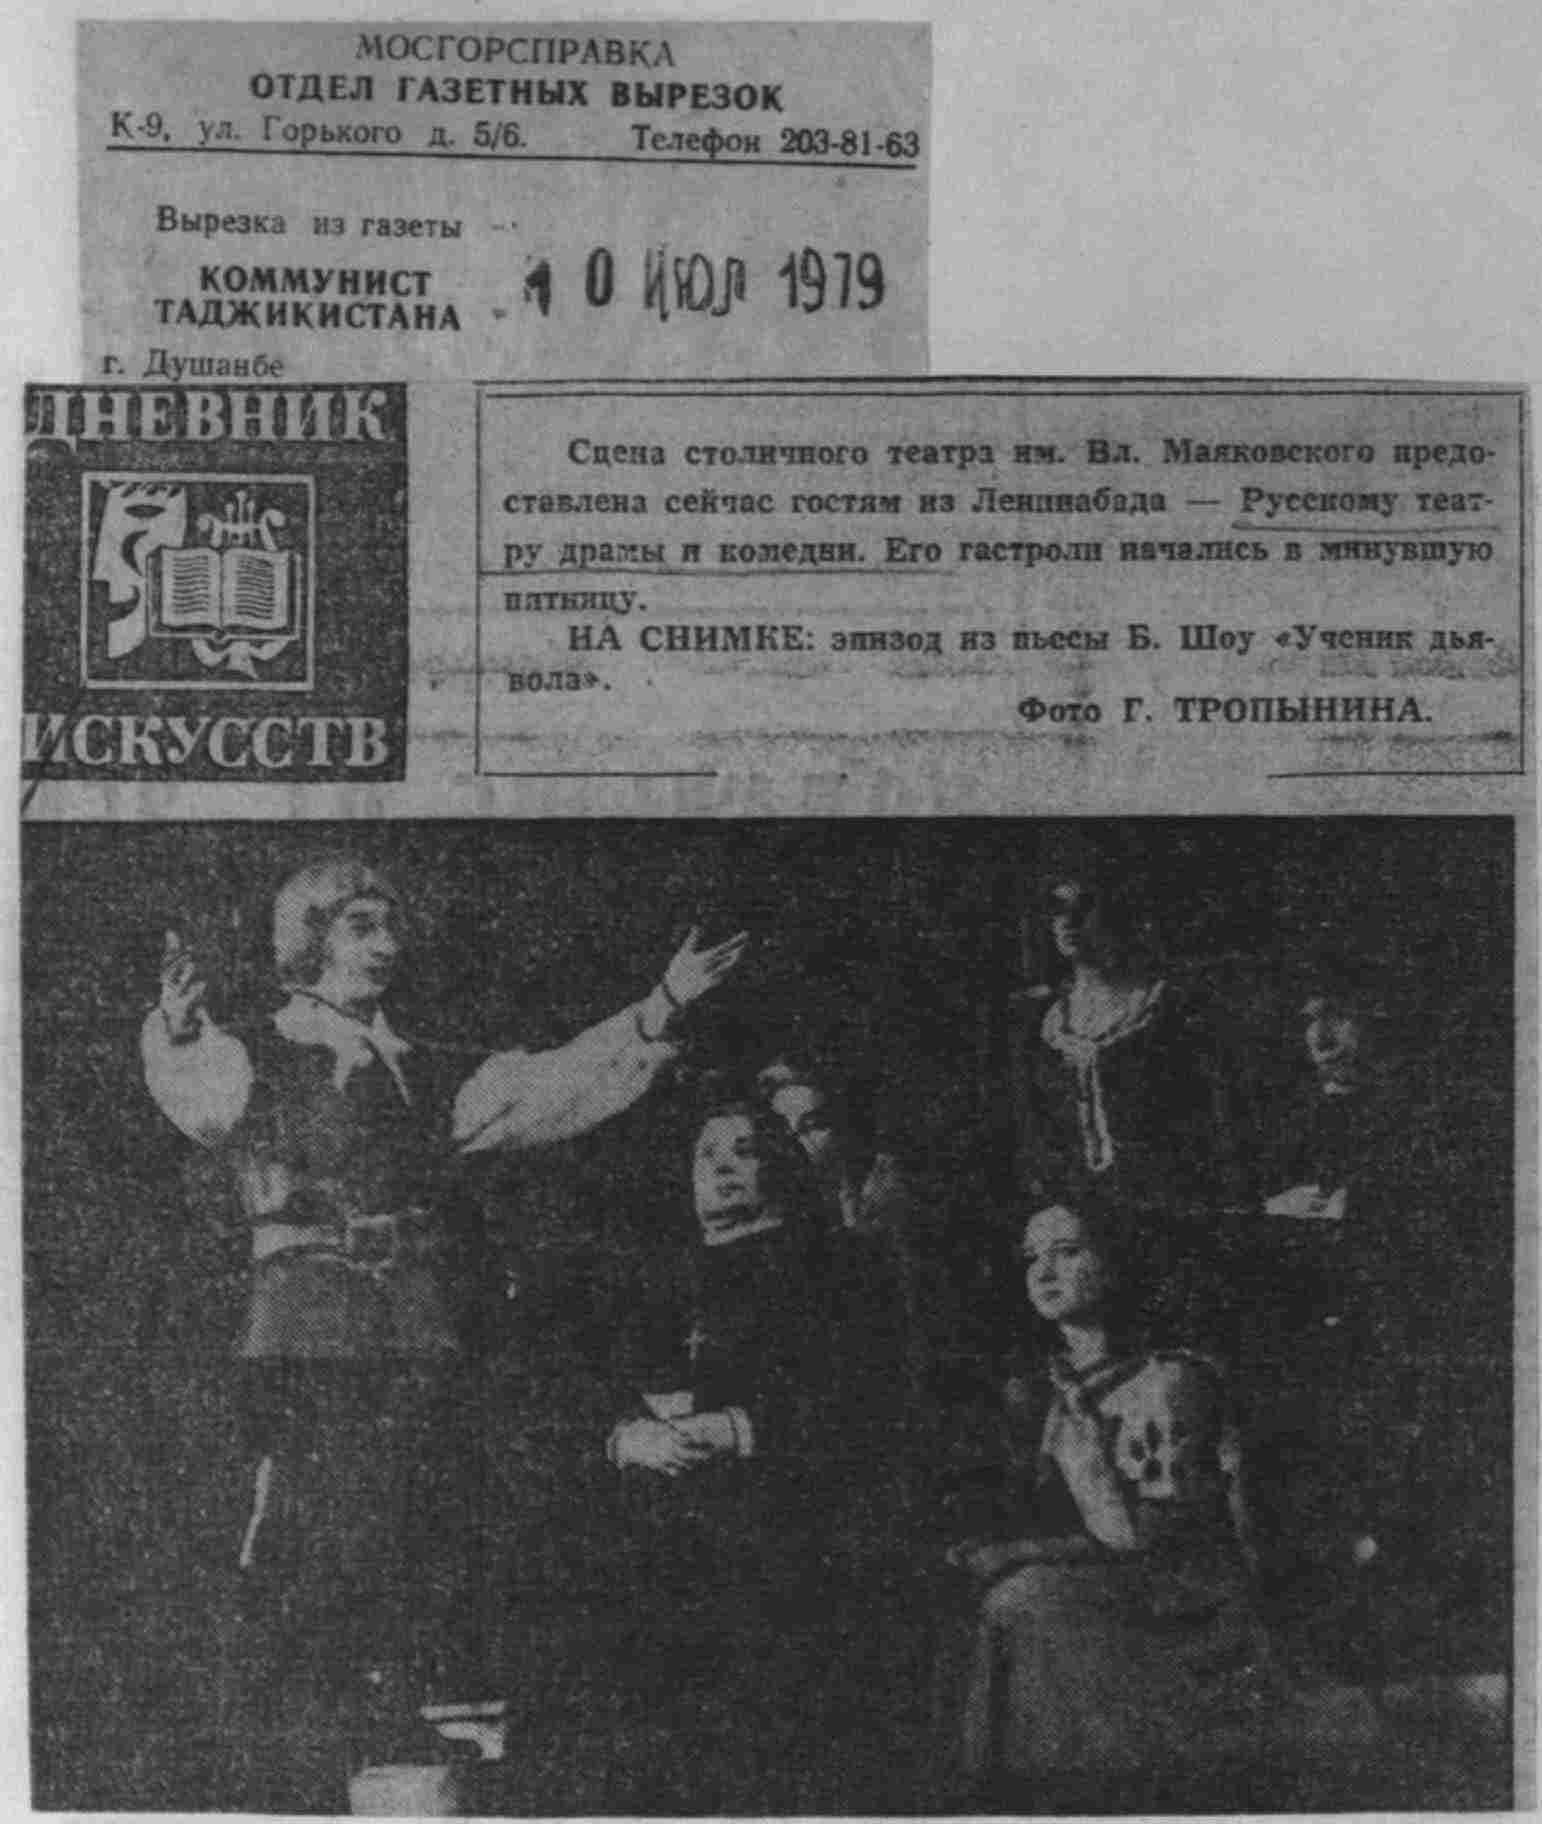 МОСГОРСПРАВКА
ОТДЕЛ ГАЗЕТНЫХ ВЫРЕЗОК
К-9, ул. Горького д. 5/6. Телефон 203-81-63
Вырезка из газеты
КОММУНИСТ
ТАДЖИКИСТАНА
10 ИЮЛ 1979
г. Душанбе
ДНЕВНИК
ИСКУССТВ
Сцена столичного театра им. Вл. Маяковского предо-
ставлена сейчас гостям из Ленинабада — Русскому теат-
ру драмы и комедии. Его гастроли начались в минувшую
пятницу.
НА СНИМКЕ: эпизод из пьесы Б. Шоу «Ученик дья-
вола».
Фото Г. ТРОПЫНИНА.